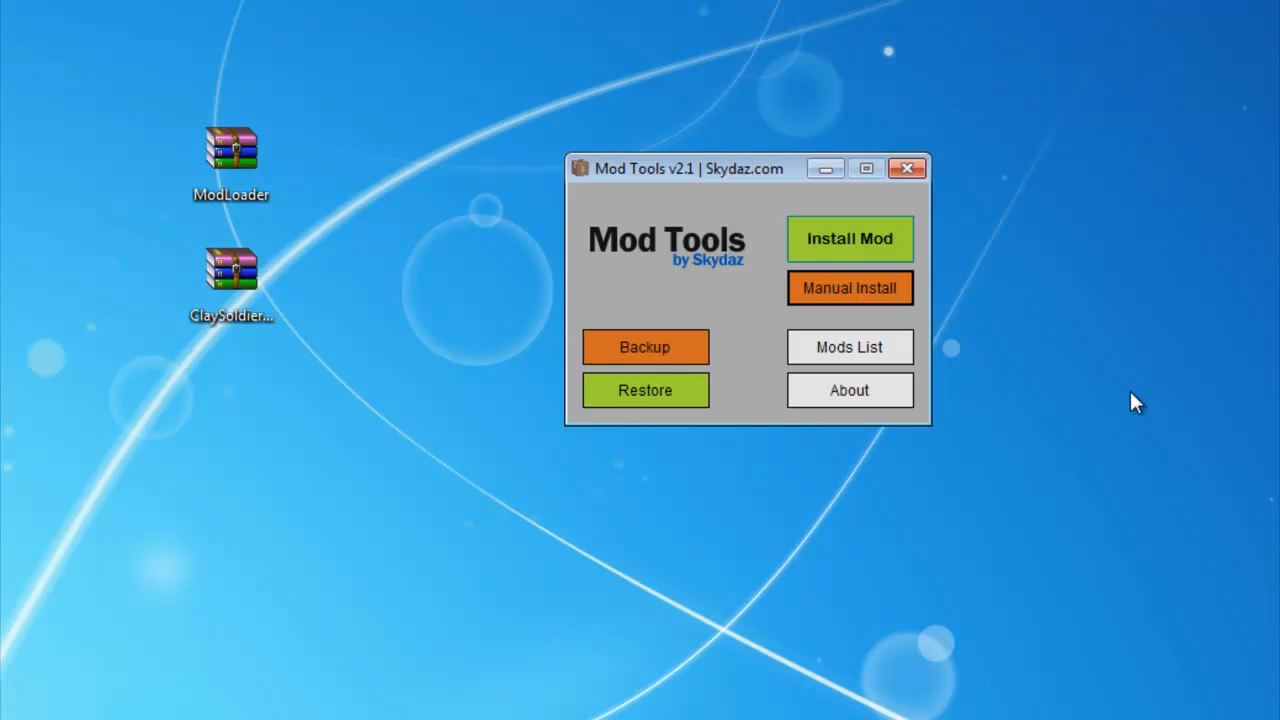 ModLoader
ClaySoldier...
Mod Tools v2.1 | Skydaz.com
Mod Tools
by Skydaz
Install Mod
Manual Install
Backup
Mods List
Restore
About